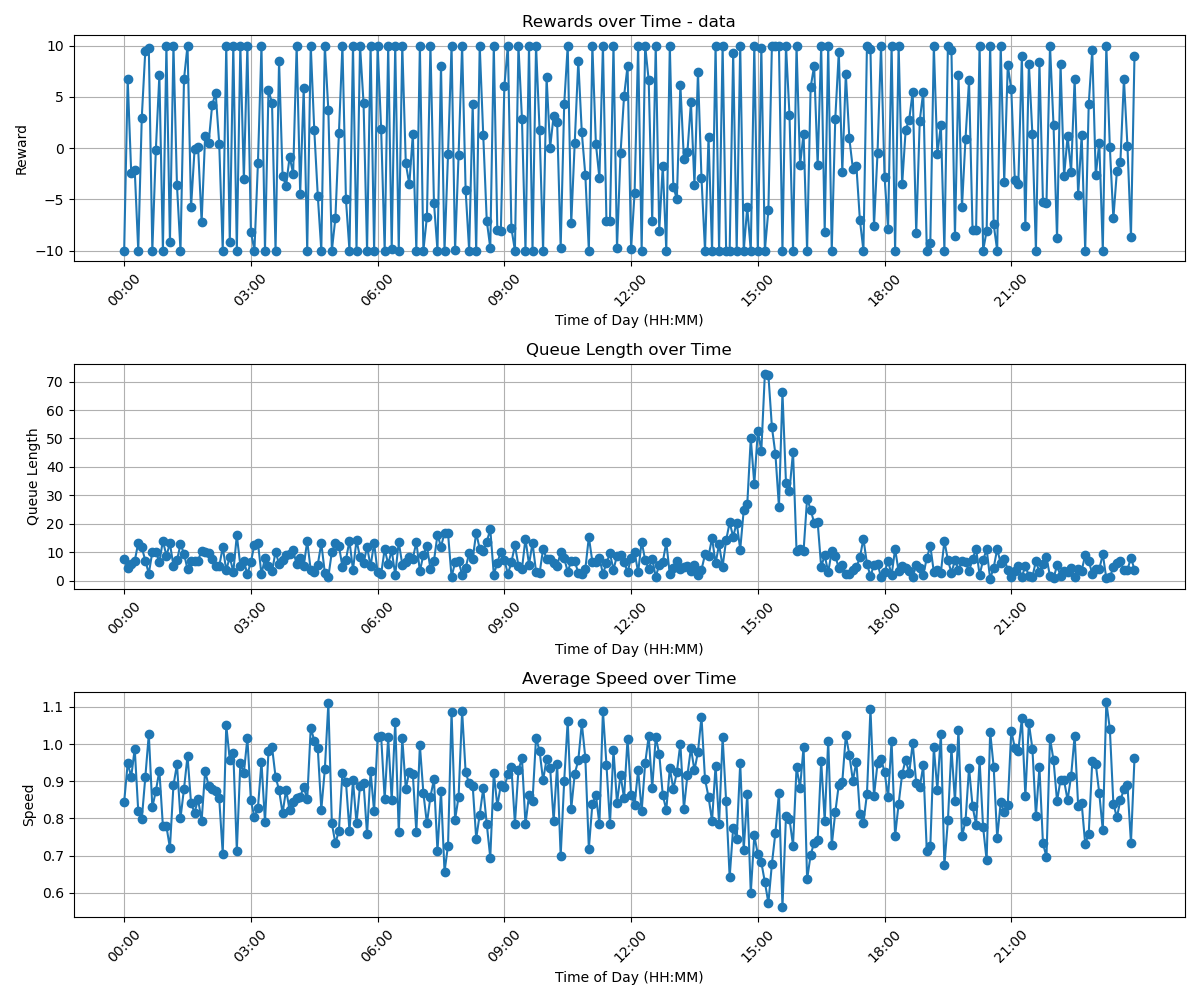 Rewards over Time - data
Reward
10
5
0
−5
−10
00:00 03:00 06:00 09:00 12:00 15:00 18:00 21:00
Time of Day (HH:MM)
Queue Length over Time
Queue Length
70
60
50
40
30
20
10
0
00:00 03:00 06:00 09:00 12:00 15:00 18:00 21:00
Time of Day (HH:MM)
Average Speed over Time
Speed
1.1
1.0
0.9
0.8
0.7
0.6
00:00 03:00 06:00 09:00 12:00 15:00 18:00 21:00
Time of Day (HH:MM)